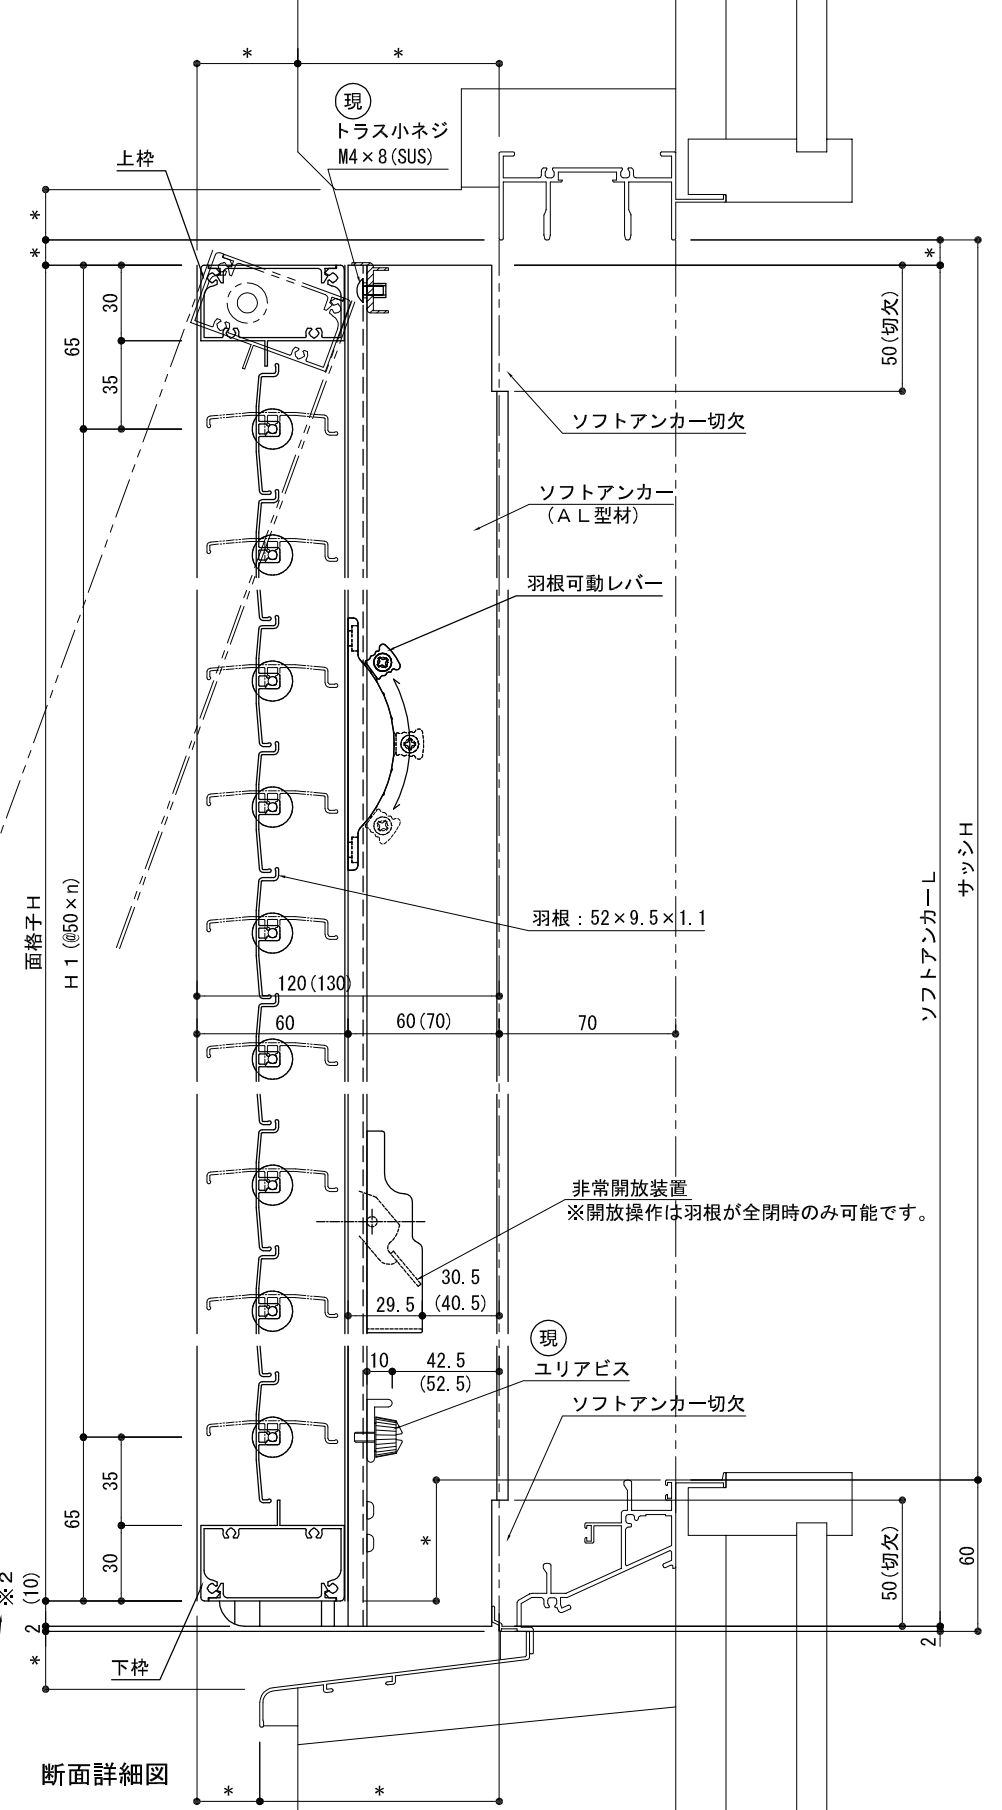 *
*
現
トラス小ネジ
M4×8(SUS)
上枠
*
*
*
30
65
35
50(切欠)
ソフトアンカー切欠
ソフトアンカー
(AL型材)
羽根可動レバー
羽根：52×9.5×1.1
面格子H
H1(@50×n)
サッシH
ソフトアンカーL
120(130)
60
60(70)
70
非常開放装置
※開放操作は羽根が全閉時のみ可能です。
30.5
29.5
(40.5)
現
10
42.5
ユリアビス
(52.5)
ソフトアンカー切欠
35
65
30
*
50(切欠)
60
※2
(10)
2
*
2
下枠
断面詳細図
*
*